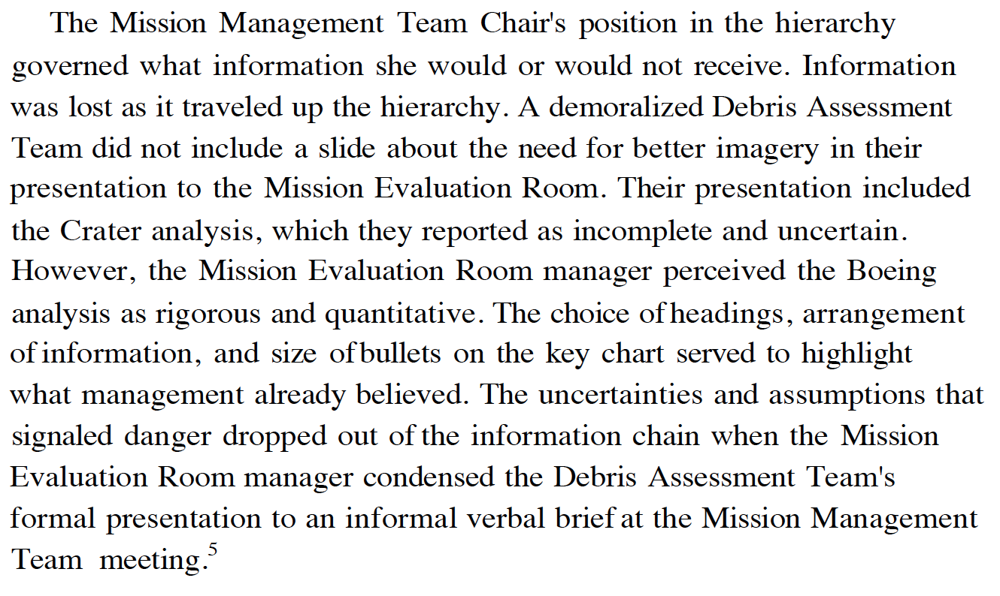 The Mission Management Team Chair's position in the hierarchy
governed what information she would or would not receive. Information
was lost as it traveled up the hierarchy. A demoralized Debris Assessment
Team did not include a slide about the need for better imagery in their
presentation to the Mission Evaluation Room. Their presentation included
the Crater analysis, which they reported as incomplete and uncertain.
However, the Mission Evaluation Room manager perceived the Boeing
analysis as rigorous and quantitative. The choice of headings, arrangement
of information, and size of bullets on the key chart served to highlight
what management already believed. The uncertainties and assumptions that
signaled danger dropped out of the information chain when the Mission
Evaluation Room manager condensed the Debris Assessment Team's
formal presentation to an informal verbal brief at the Mission Management
Team meeting.5